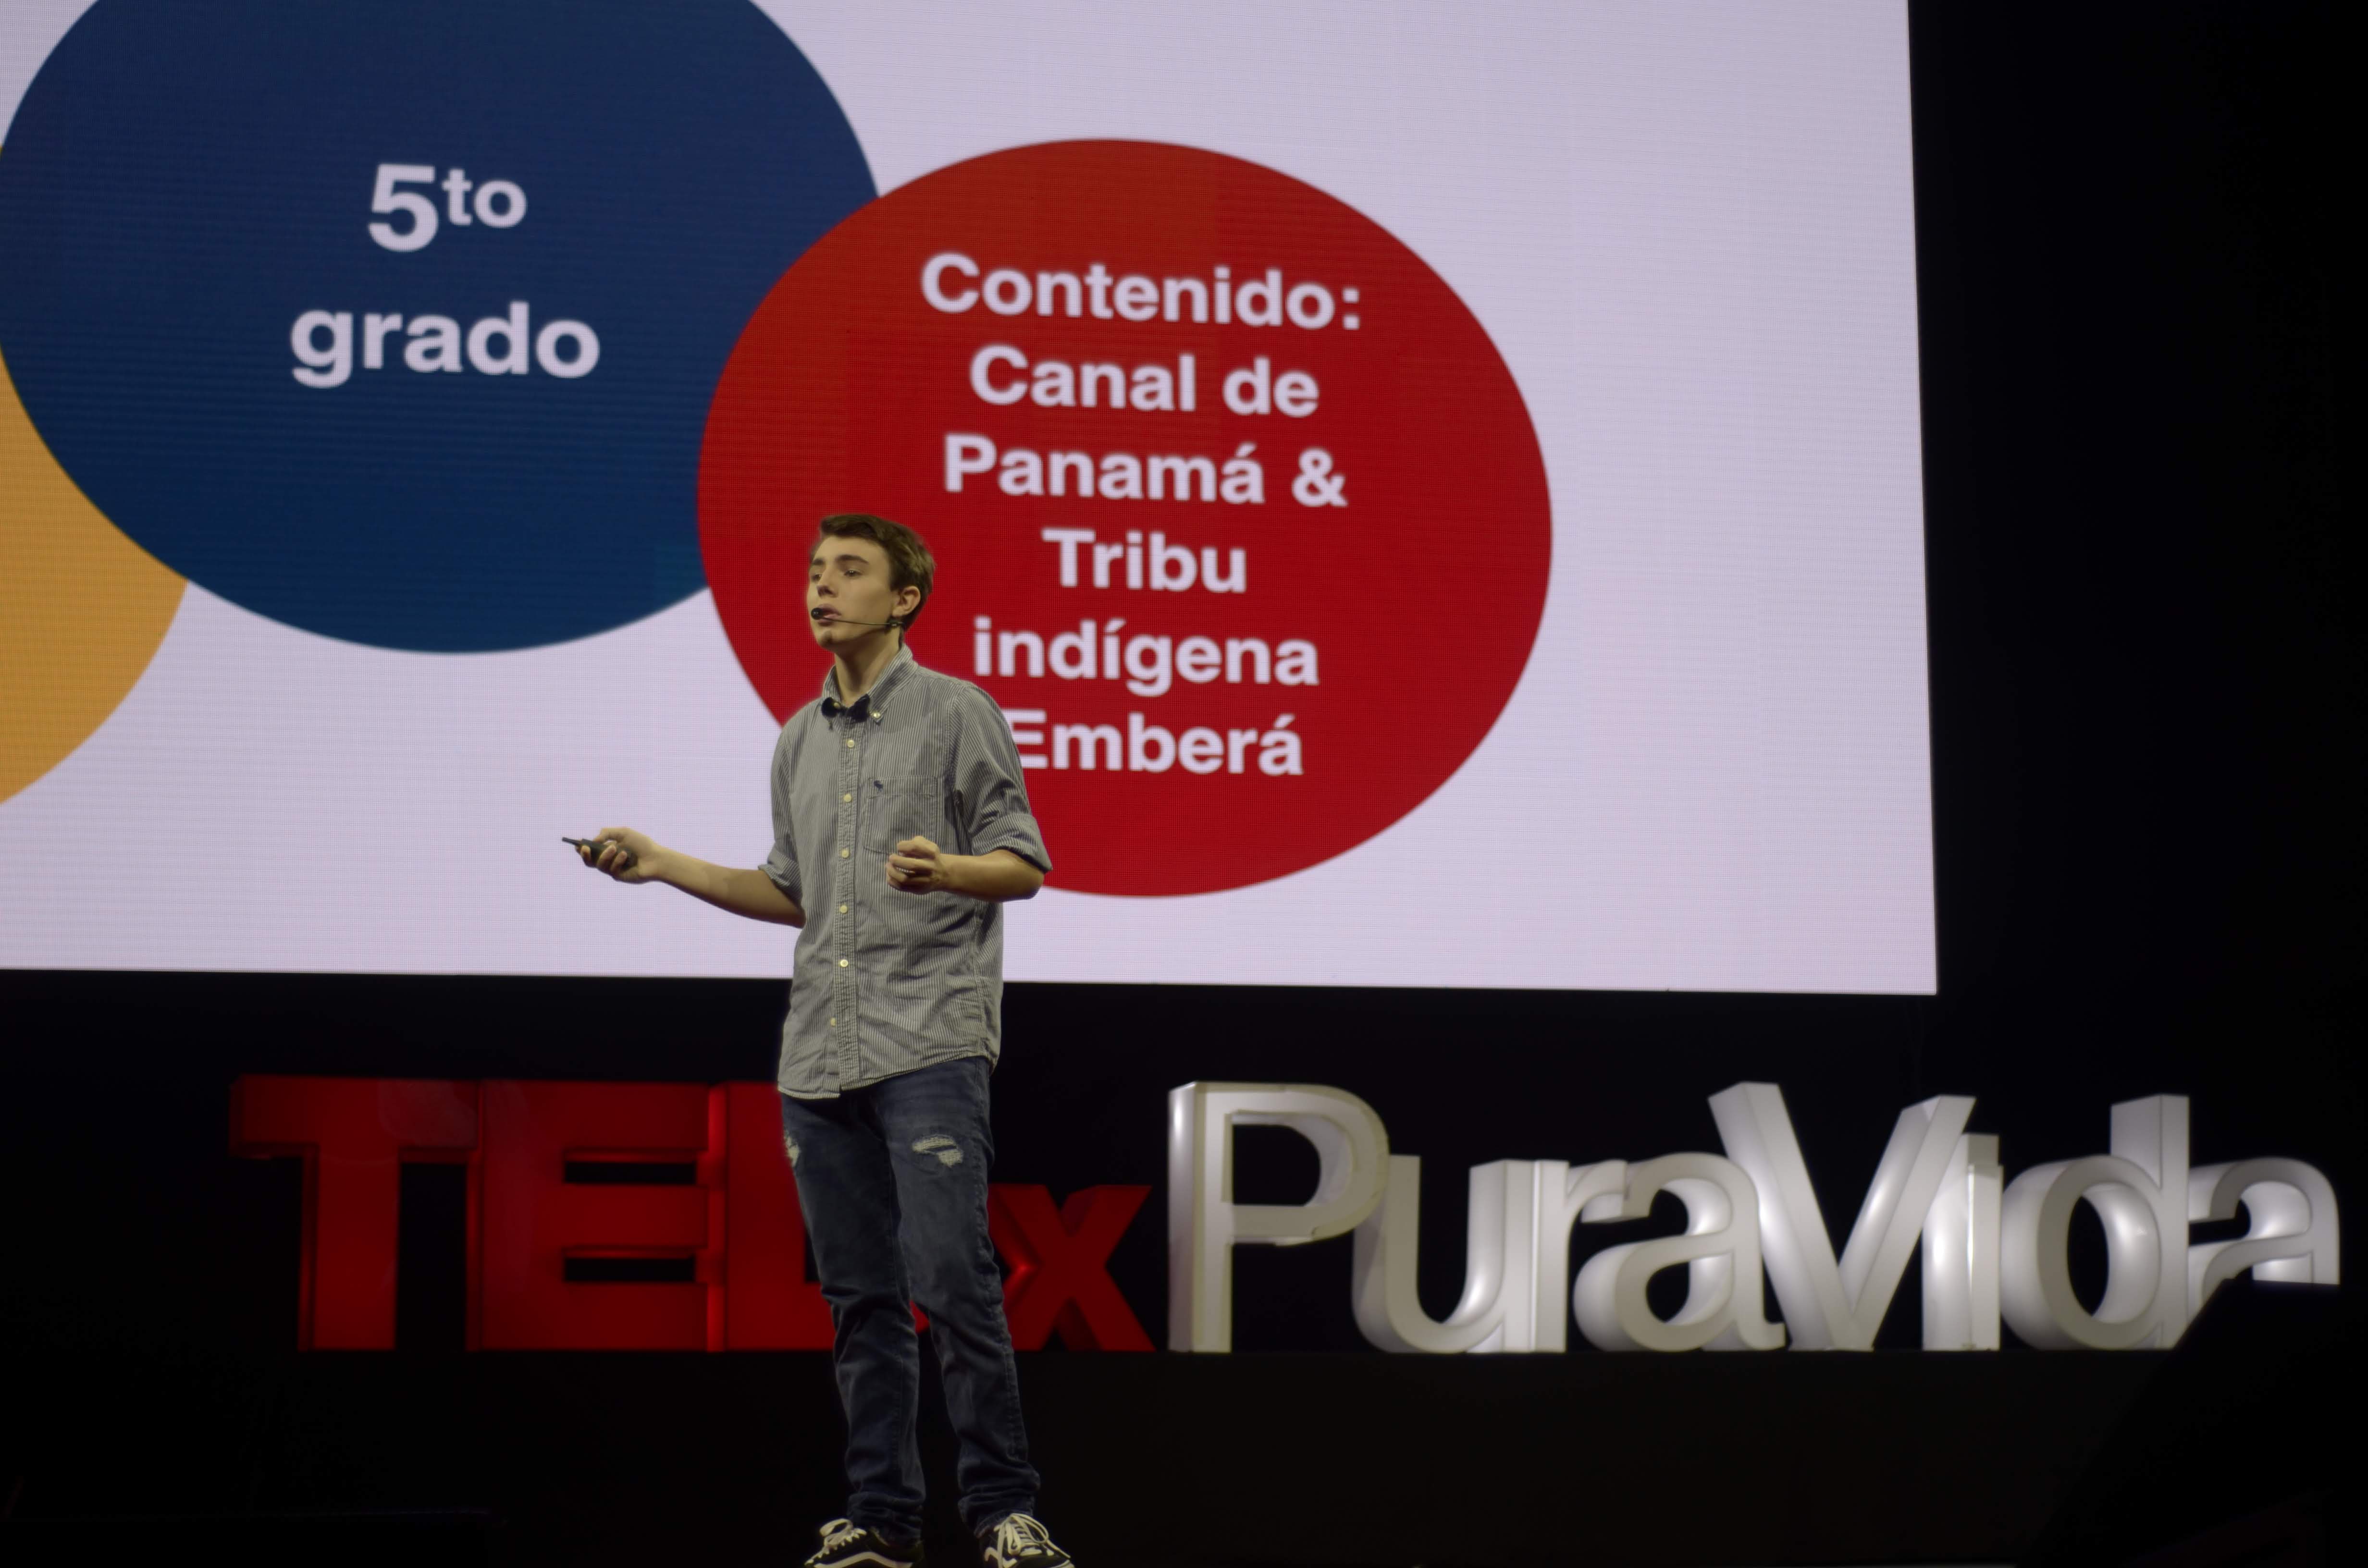 5to
grado
Contenido:
Canal de
Panamá &
Tribu
indígena
Emberá
TEDx PuraVida